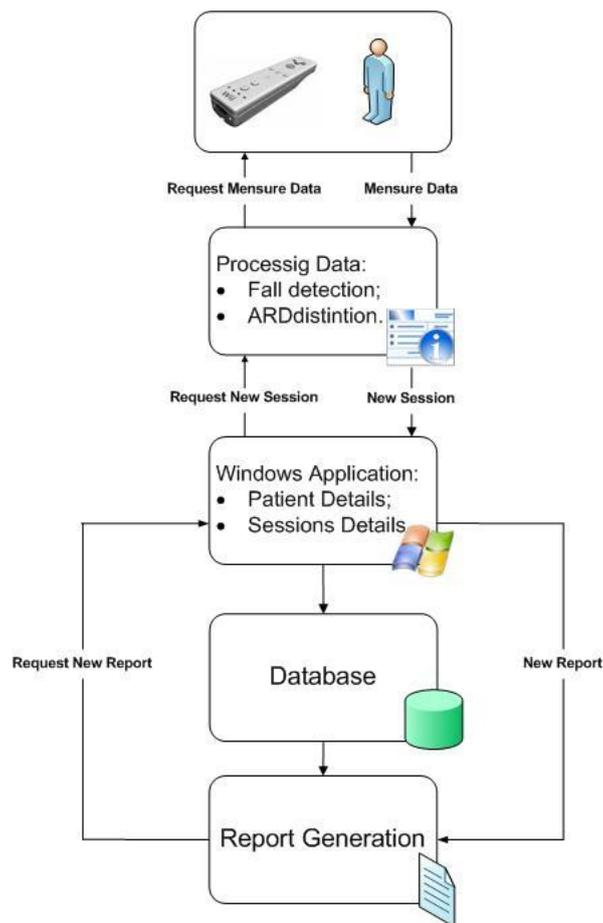 Wii
Request Mensure Data
Mensure Data
Processig Data:
• Fall detection;
• ARDdistintion.
Request New Session
New Session
Windows Application:
• Patient Details;
• Sessions Details
Request New Report
New Report
Database
Report Generation